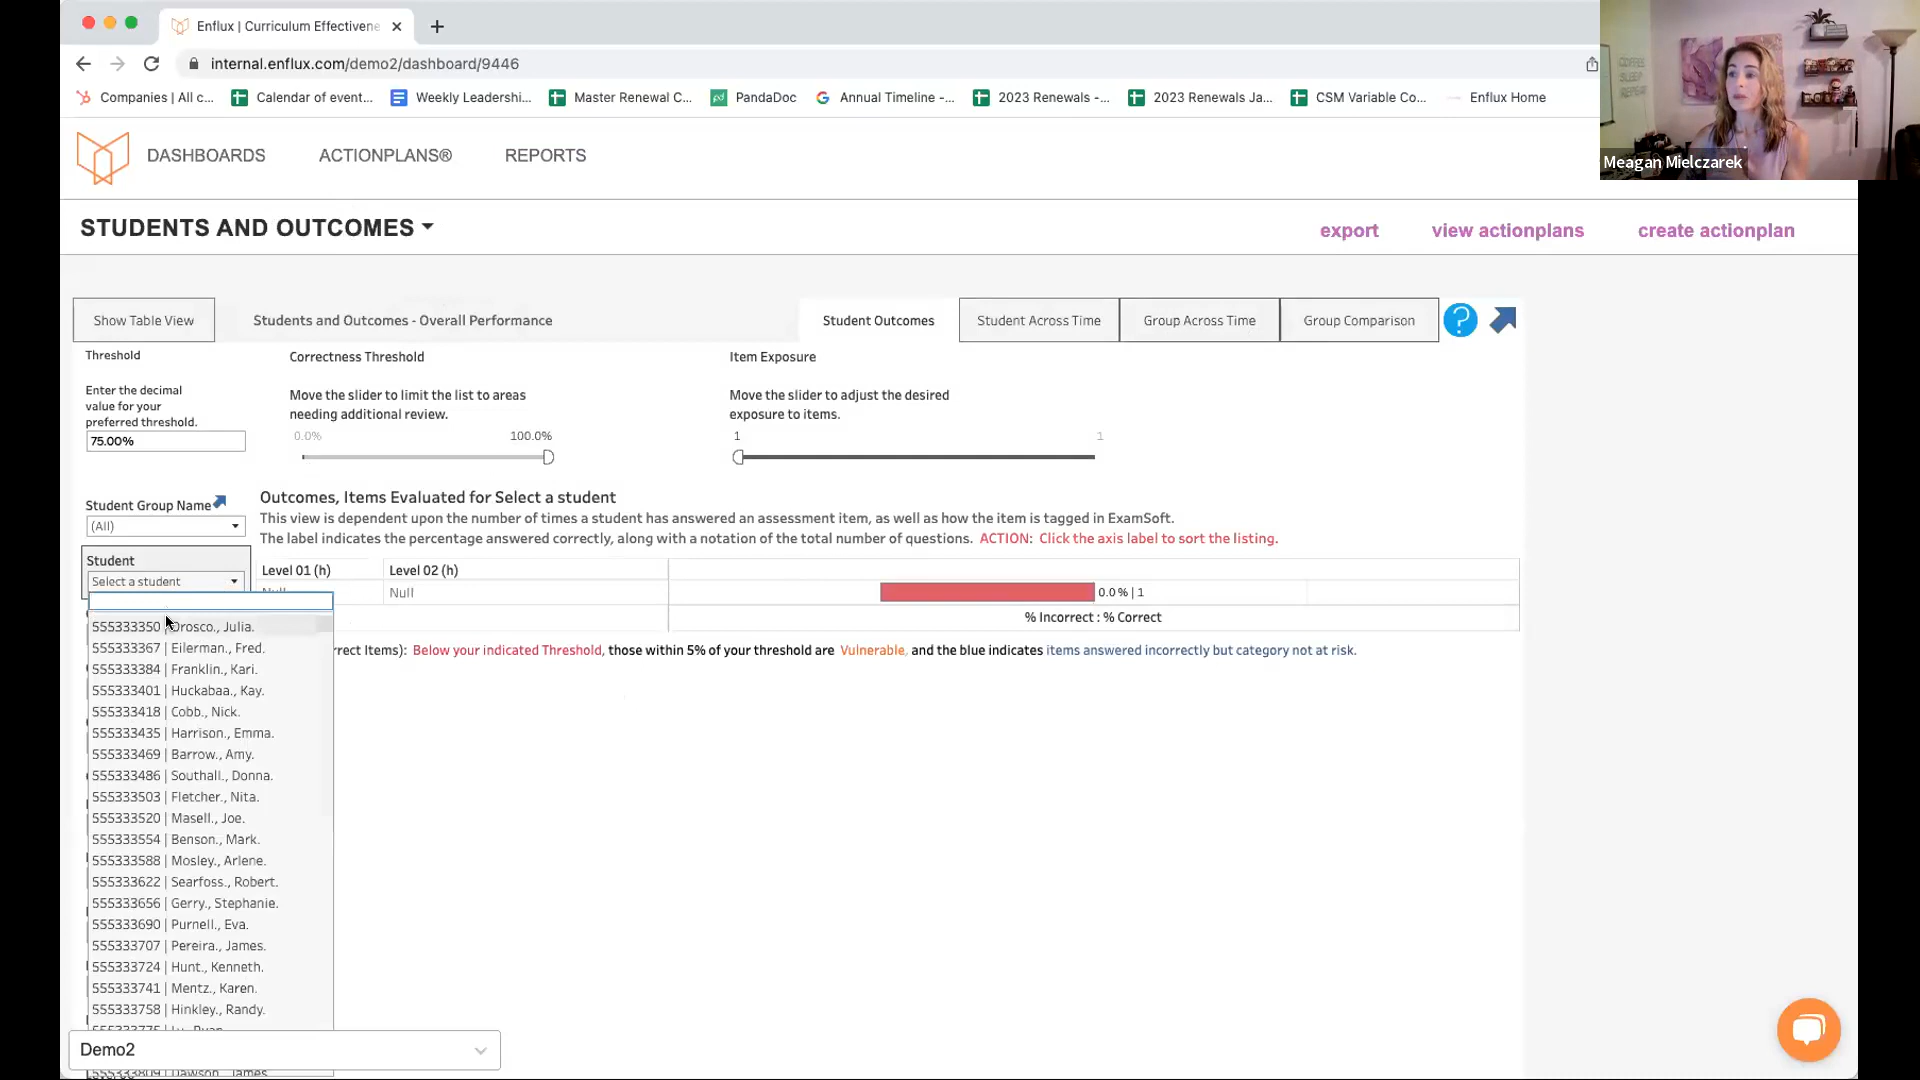 Enflux | Curriculum Effectivene
internal.enflux.com/demo2/dashboard/9446
Companies | All c...
Calendar of event...
Weekly Leadershi...
Master Renewal C...
PandaDoc
Annual Timeline -...
2023 Renewals -...
2023 Renewals Ja...
CSM Variable Co...
Enflux Home
Meagan Mielczarek
DASHBOARDS
ACTIONPLANS®
REPORTS
STUDENTS AND OUTCOMES
export
view actionplans
create actionplan
Show Table View
Students and Outcomes - Overall Performance
Student Outcomes
Student Across Time
Group Across Time
Group Comparison
?
Threshold
Enter the decimal
value for your
preferred threshold.
75.00%
Correctness Threshold
Move the slider to limit the list to areas
needing additional review.
0.0%
100.0%
Item Exposure
Move the slider to adjust the desired
exposure to items.
1
1
Student Group Name
(All)
Student
Select a student
Outcomes, Items Evaluated for Select a student
This view is dependent upon the number of times a student has answered an assessment item, as well as how the item is tagged in ExamSoft.
The label indicates the percentage answered correctly, along with a notation of the total number of questions. ACTION: Click the axis label to sort the listing.
Level 01 (h)
Level 02 (h)
Null
Null
0.0% | 1
% Incorrect : % Correct
rrect Items): Below your indicated Threshold, those within 5% of your threshold are Vulnerable, and the blue indicates items answered incorrectly but category not at risk.
555333350 | Orosco., Julia.
555333367 | Eilerman., Fred.
555333384 | Franklin., Kari.
555333401 | Huckabaa., Kay.
555333418 | Cobb., Nick.
555333435 | Harrison., Emma.
555333469 | Barrow., Amy.
555333486 | Southall., Donna.
555333503 | Fletcher., Nita.
555333520 | Masell., Joe.
555333554 | Benson., Mark.
555333588 | Mosley., Arlene.
555333622 | Searfoss., Robert.
555333656 | Gerry., Stephanie.
555333690 | Purnell., Eva.
555333707 | Pereira., James.
555333724 | Hunt., Kenneth.
555333741 | Mentz., Karen.
555333758 | Hinkley., Randy.
Demo2